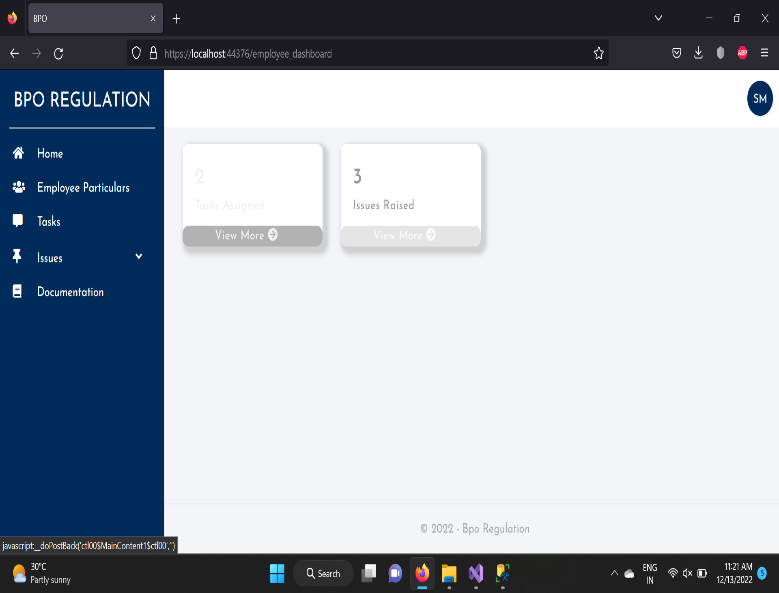 BPO
https://localhost:44376/employee_dashboard
ABP
BPO REGULATION
SM
Home
Employee Particulars
Tasks
Issues
Documentation
2
Tasks Assigned
View More
3
Issues Raised
View More
© 2022 - Bpo Regulation
javascript:__doPostBack('ctl00$MainContent1$ctl00','')
30°C
Partly sunny
Search
ENG
IN
11:21 AM
12/13/2022
5